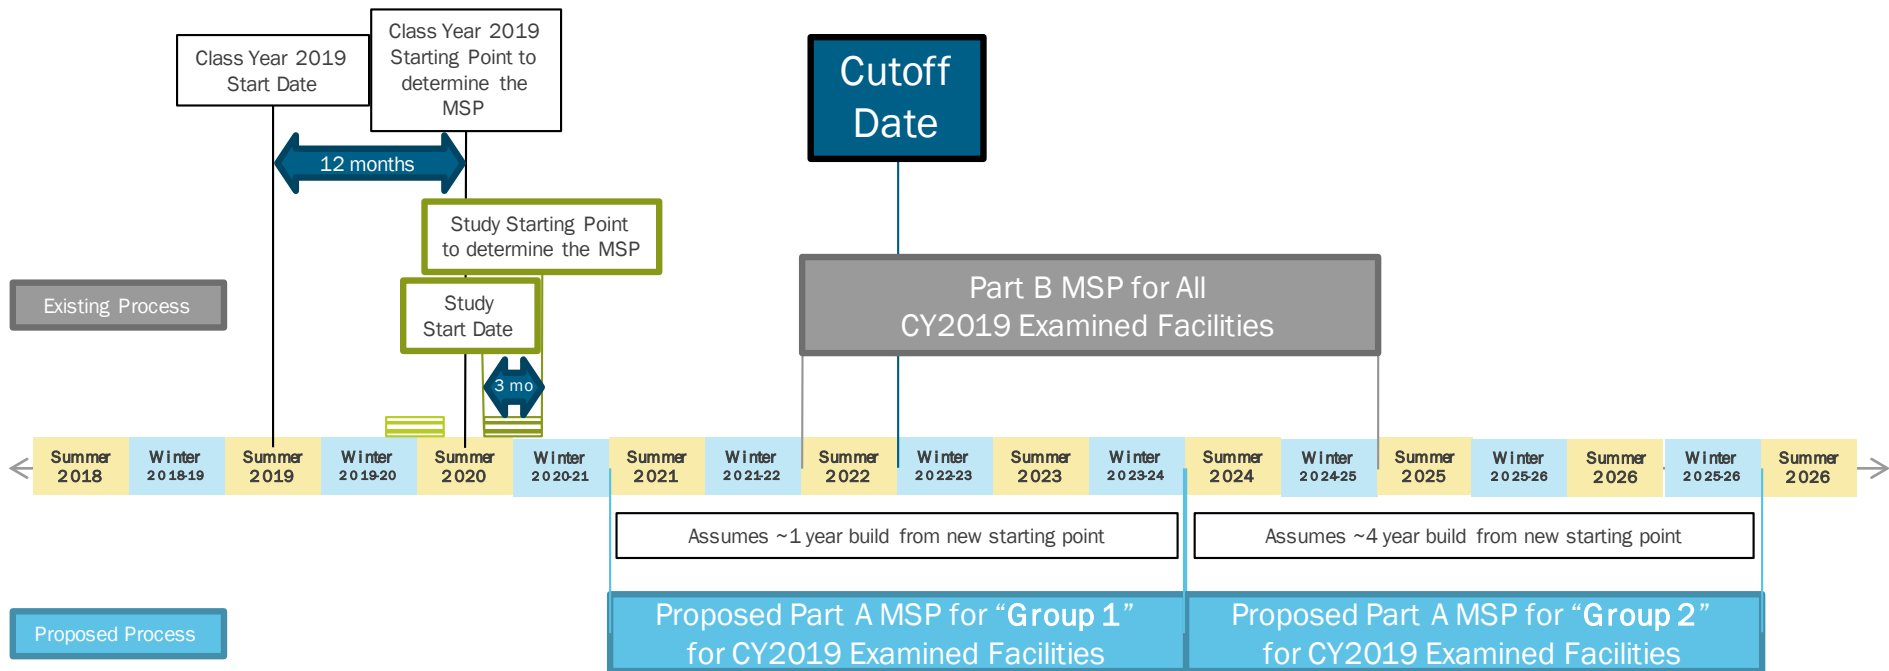 Class Year 2019
Start Date
Class Year 2019
Starting Point to
determine the
MSP
Cutoff
Date
12 months
Study Starting Point
to determine the MSP
Existing Process
Study
Start Date
Part B MSP for All
CY2019 Examined Facilities
3 mo
Summer
2018
Winter
2018-19
Summer
2019
Winter
2019-20
Summer
2020
Winter
2020-21
Summer
2021
Winter
2021-22
Summer
2022
Winter
2022-23
Summer
2023
Winter
2023-24
Summer
2024
Winter
2024-25
Summer
2025
Winter
2025-26
Summer
2026
Winter
2025-26
Summer
2026
Assumes ~1 year build from new starting point
Assumes ~4 year build from new starting point
Proposed Process
Proposed Part A MSP for “Group 1”
for CY2019 Examined Facilities
Proposed Part A MSP for “Group 2”
for CY2019 Examined Facilities